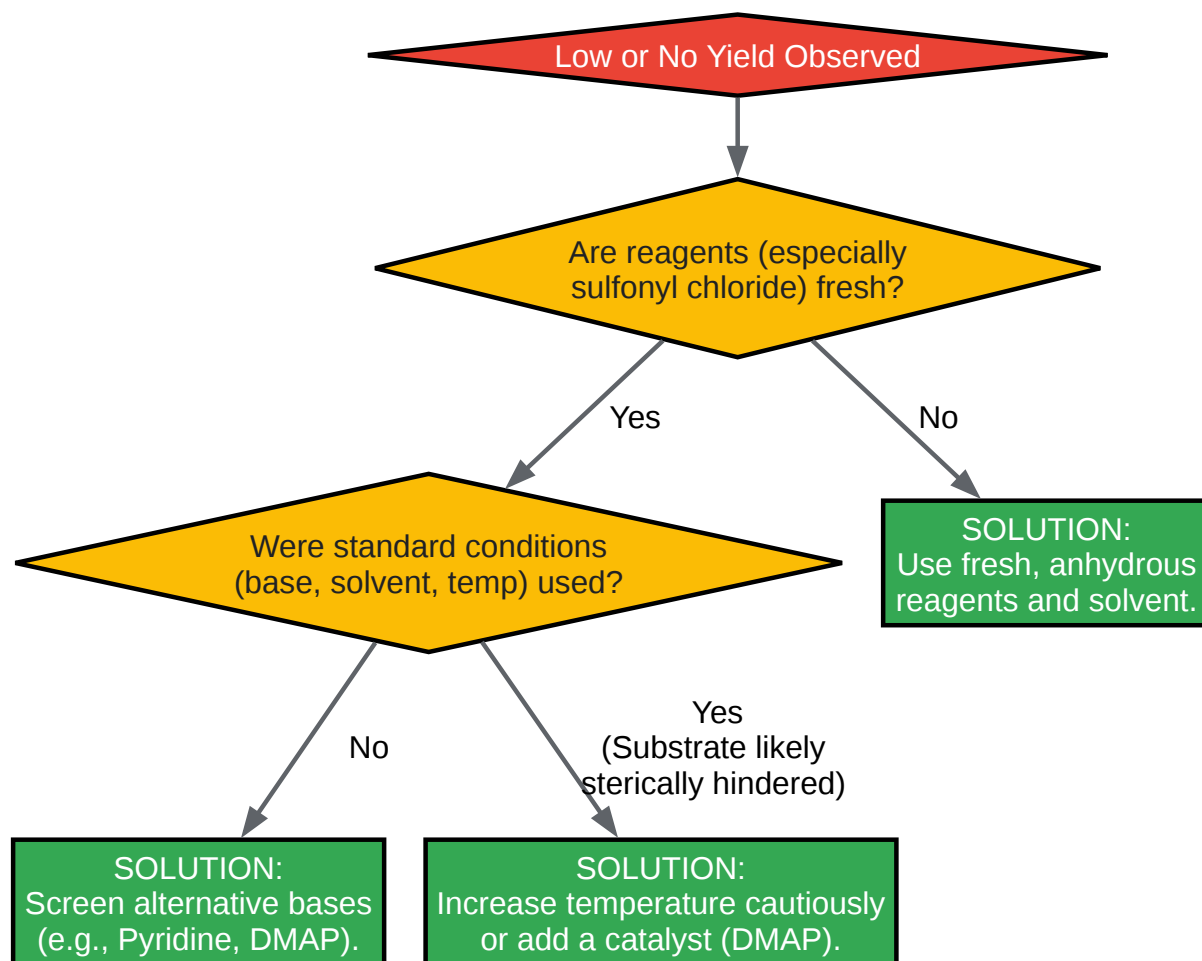 Low or No Yield Observed
Are reagents (especially
sulfonyl chloride) fresh?
Yes
No
Were standard conditions
(base, solvent, temp) used?
SOLUTION:
Use fresh, anhydrous
reagents and solvent.
No
Yes
(Substrate likely
sterically hindered)
SOLUTION:
Screen alternative bases
(e.g., Pyridine, DMAP).
SOLUTION:
Increase temperature cautiously
or add a catalyst (DMAP).